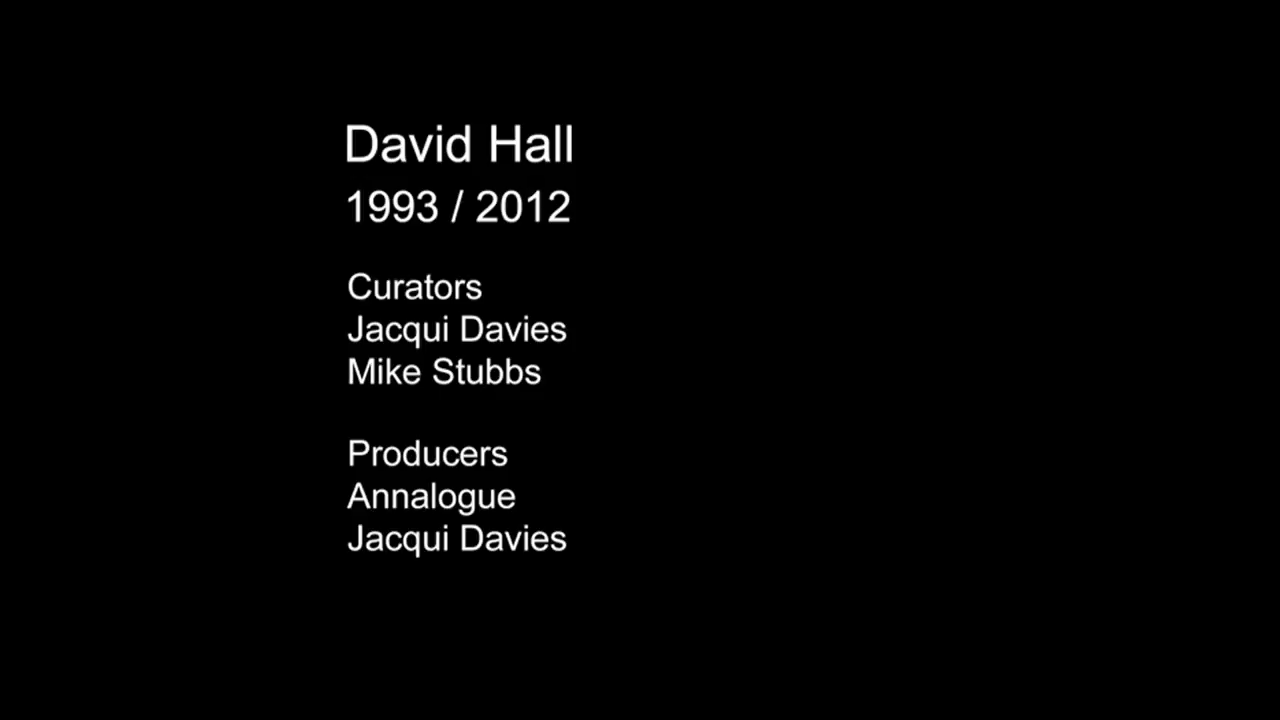 David Hall
1993 / 2012
Curators
Jacqui Davies
Mike Stubbs
Producers
Annalogue
Jacqui Davies